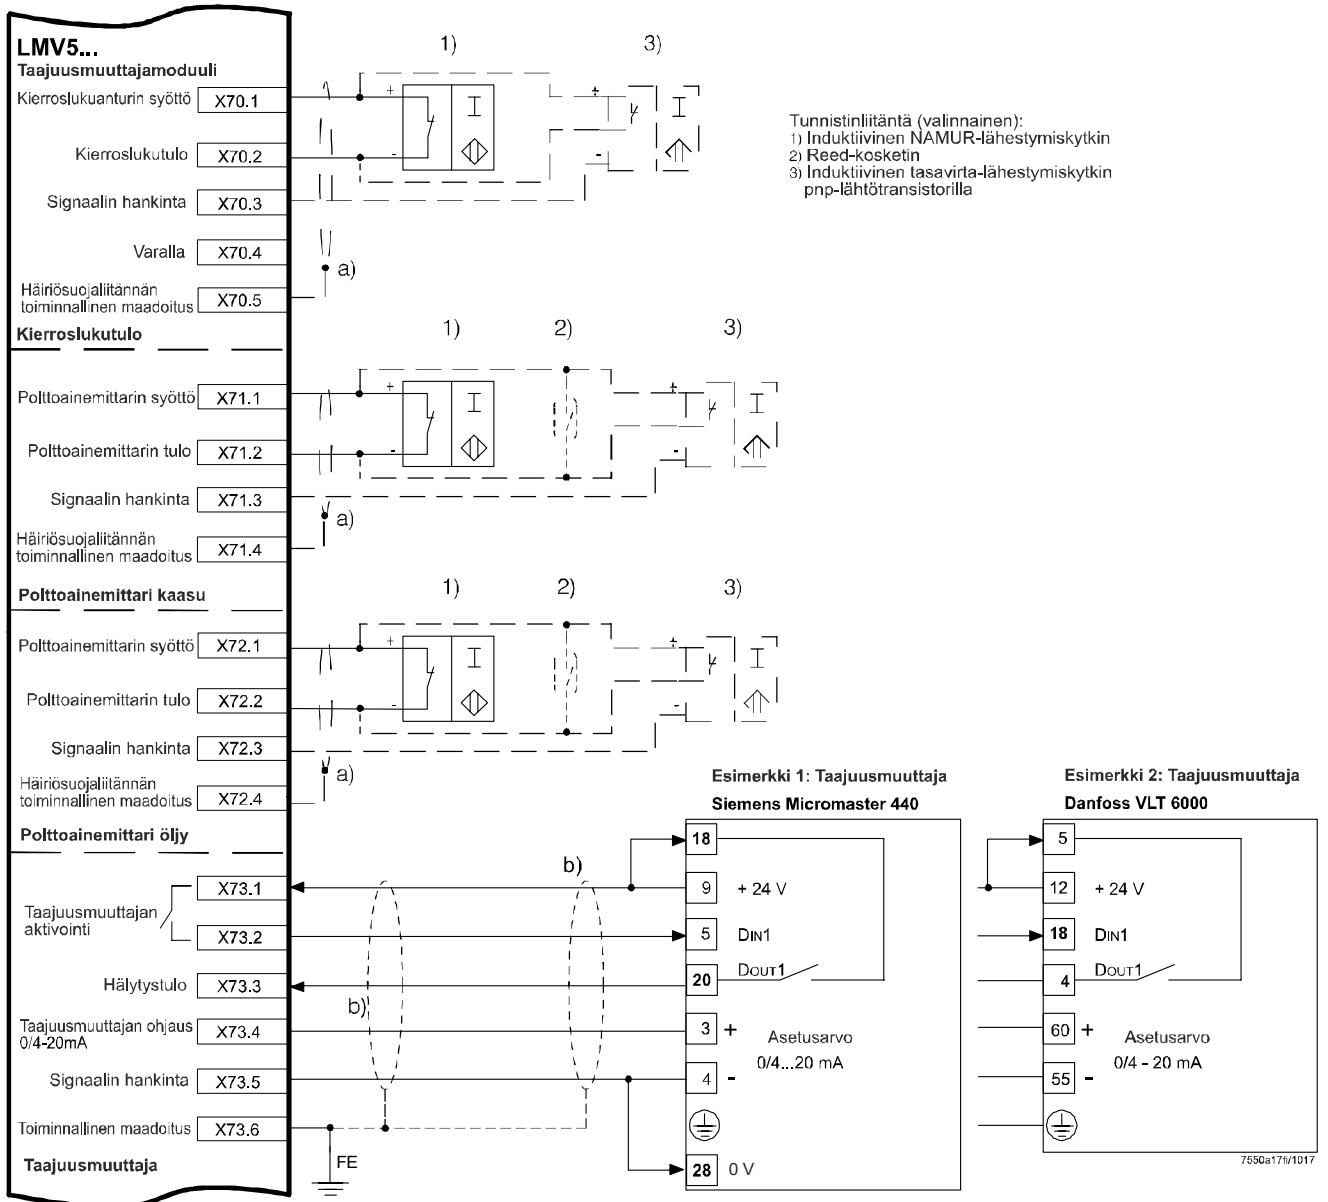 LMV5...
Taajuusmuuttajamoduuli
Kierroslukuanturin syöttö
X70.1
Kierroslukutulo
X70.2
Signaalin hankinta
X70.3
Varalla
X70.4
Häiriösuojaliitännän
toiminnallinen maadoitus
X70.5
Kierroslukutulo
1)
3)
+
-
I
+
-
I
a)
Tunnistinliitäntä (valinnainen):
1) Induktiivinen NAMUR-lähestymiskytkin
2) Reed-kosketin
3) Induktiivinen tasavirta-lähestymiskytkin
pnp-lähtötransistorilla
Polttoainemittarin syöttö
X71.1
Polttoainemittarin tulo
X71.2
Signaalin hankinta
X71.3
Häiriösuojaliitännän
toiminnallinen maadoitus
X71.4
Polttoainemittari kaasu
1)
2)
3)
+
-
I
+
-
I
a)
Polttoainemittarin syöttö
X72.1
Polttoainemittarin tulo
X72.2
Signaalin hankinta
X72.3
Häiriösuojaliitännän
toiminnallinen maadoitus
X72.4
Polttoainemittari öljy
1)
2)
3)
+
-
I
+
-
I
a)
Taajuusmuuttajan
aktivointi
X73.1
X73.2
Hälytystulo
X73.3
Taajuusmuuttajan ohjaus
0/4-20mA
X73.4
Signaalin hankinta
X73.5
Toiminnallinen maadoitus
X73.6
Taajuusmuuttaja
b)
b)
FE
Esimerkki 1: Taajuusmuuttaja
Siemens Micromaster 440
18
9 + 24 V
5 DIN1
20 DOUT1
3 +
4 -
Asetusarvo
0/4...20 mA
28 0 V
Esimerkki 2: Taajuusmuuttaja
Danfoss VLT 6000
5
12 + 24 V
18 DIN1
4 DOUT1
60 +
55 -
Asetusarvo
0/4 - 20 mA
7550a17fi/1017